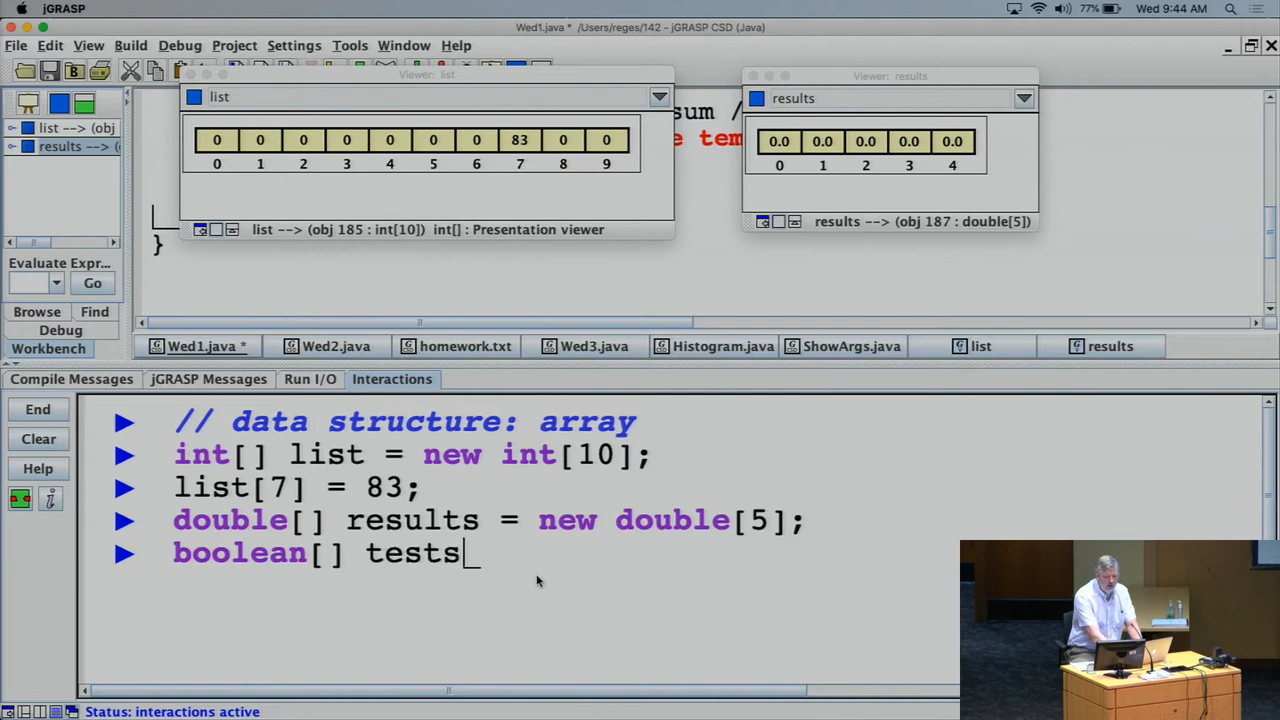 jGRASP
77%
Wed 9:44 AM
Wed1.java * /Users/reges/142 - jGRASP CSD (Java)
File Edit View Build Debug Project Settings Tools Window Help
Viewer: list
list
0 0 0 0 0 0 0 83 0 0
0 1 2 3 4 5 6 7 8 9
list --> (obj 185 : int[10]) int[] : Presentation viewer
Viewer: results
results
0.0 0.0 0.0 0.0 0.0
0 1 2 3 4
results --> (obj 187 : double[5])
sum /
e tem
}
list --> (obj
results --> (
Evaluate Expr...
Go
Browse Find
Debug
Workbench
Wed1.java * Wed2.java homework.txt Wed3.java Histogram.java ShowArgs.java list results
Compile Messages jGRASP Messages Run I/O Interactions
End
Clear
Help
// data structure: array
int[] list = new int[10];
list[7] = 83;
double[] results = new double[5];
boolean[] tests
Status: interactions active